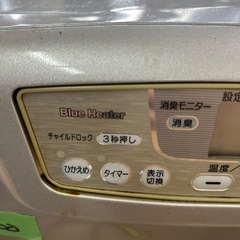 Blue Heater
消臭モニター
設定
消臭
チャイルドロック 3秒押し
ひかえめ
タイマー
表示
切換
温度/
－